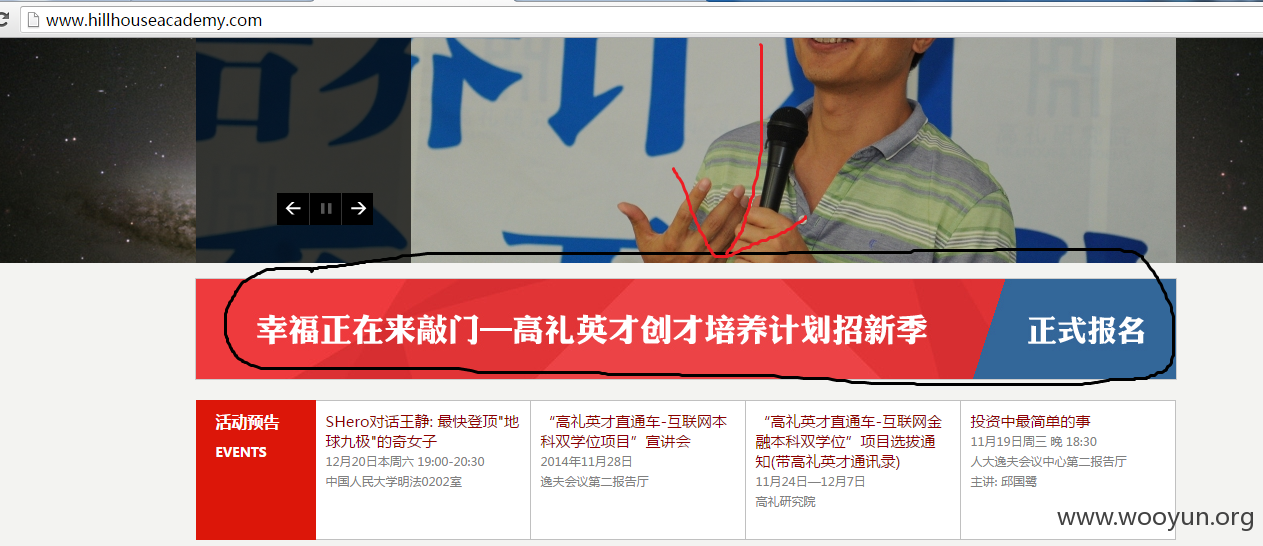 www.hillhouseacademy.com
幸福正在来敲门—高礼英才创才培养计划招新季
正式报名
活动预告
EVENTS
SHero对话王静: 最快登顶"地
球九极"的奇女子
12月20日本周六 19:00-20:30
中国人民大学明法0202室
“高礼英才直通车-互联网本
科双学位项目”宣讲会
2014年11月28日
逸夫会议第二报告厅
“高礼英才直通车-互联网金
融本科双学位”项目选拔通
知(带高礼英才通讯录)
11月24日—12月7日
高礼研究院
投资中最简单的事
11月19日周三 晚 18:30
人大逸夫会议中心第二报告厅
主讲: 邱国鹭
www.wooyun.org